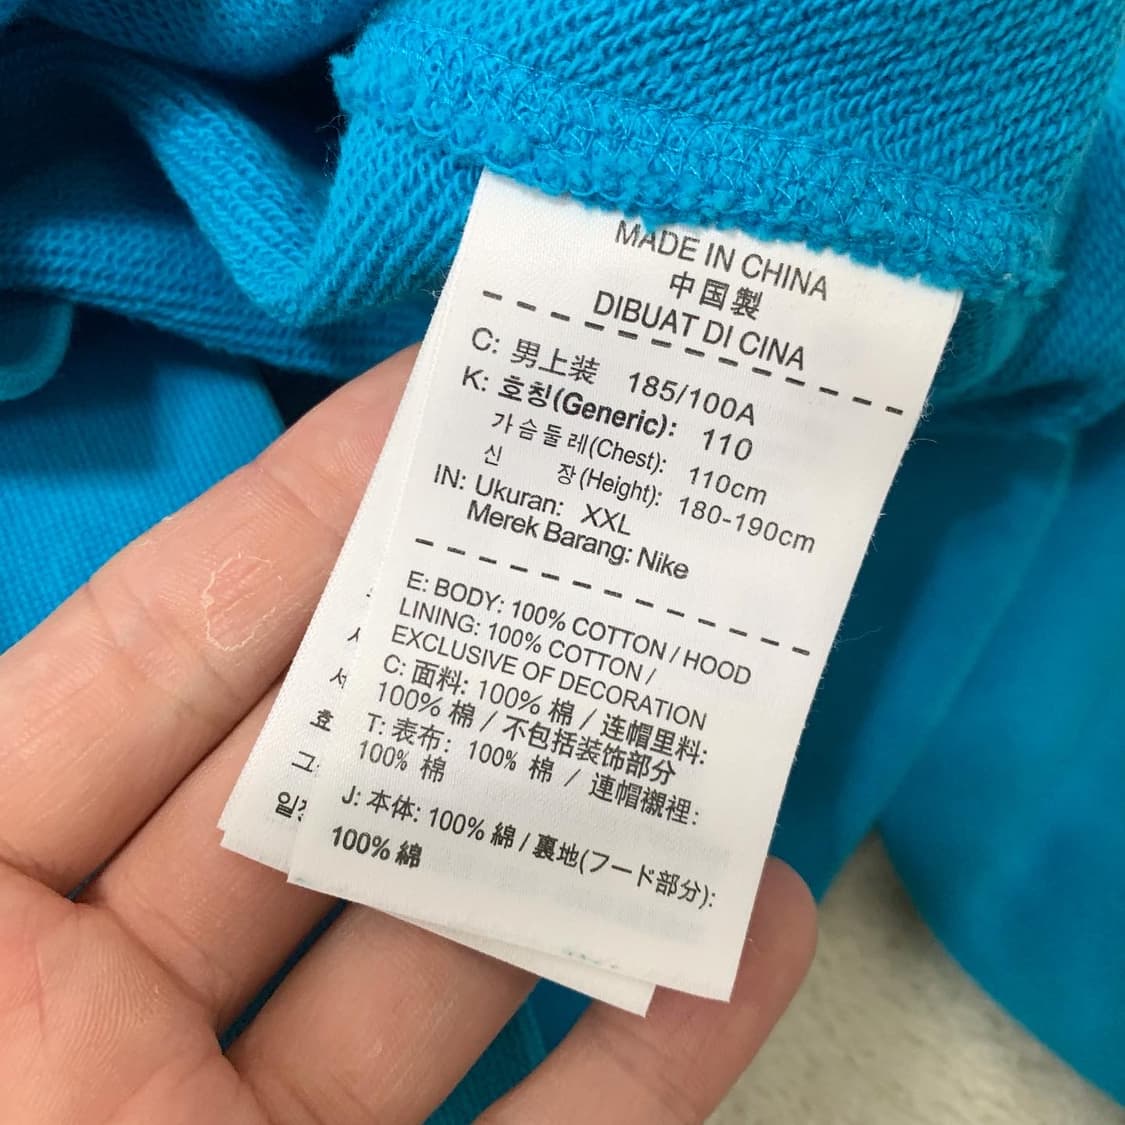 MADE IN CHINA
中国製
DIBUAT DI CINA
C: 男上装 185/100A
K: 호칭(Generic): 110
가슴둘레(Chest): 110cm
신 장(Height): 180-190cm
IN: Ukuran: XXL
Merek Barang: Nike
E: BODY: 100% COTTON / HOOD
LINING: 100% COTTON /
EXCLUSIVE OF DECORATION
C: 面料: 100% 棉 / 连帽里料:
100% 棉 / 不包括装饰部分
T: 表布: 100% 棉 / 連帽襯裡:
100% 棉
J: 本体: 100% 綿 / 裏地(フード部分):
100% 綿
서
효
그
일